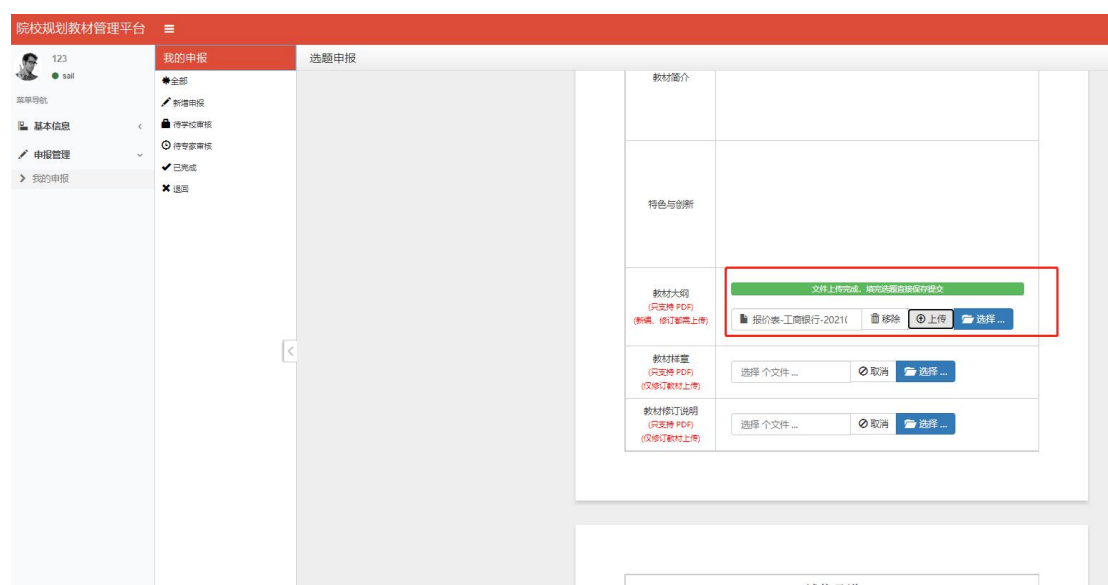 院校规划教材管理平台
123
sail
菜单导航
基本信息
申报管理
我的申报
我的申报
全部
新增申报
待学校审核
待专家审核
已完成
退回
选题申报
教材简介
特色与创新
教材大纲
(只支持 PDF)
(新编、修订都需上传)
文件上传完成，填完选题直接保存提交
报价表-工商银行-2021(
移除
上传
选择 ...
教材样章
(只支持 PDF)
(仅修订教材上传)
选择 个文件 ...
取消
选择 ...
教材修订说明
(只支持 PDF)
(仅修订教材上传)
选择 个文件 ...
取消
选择 ...